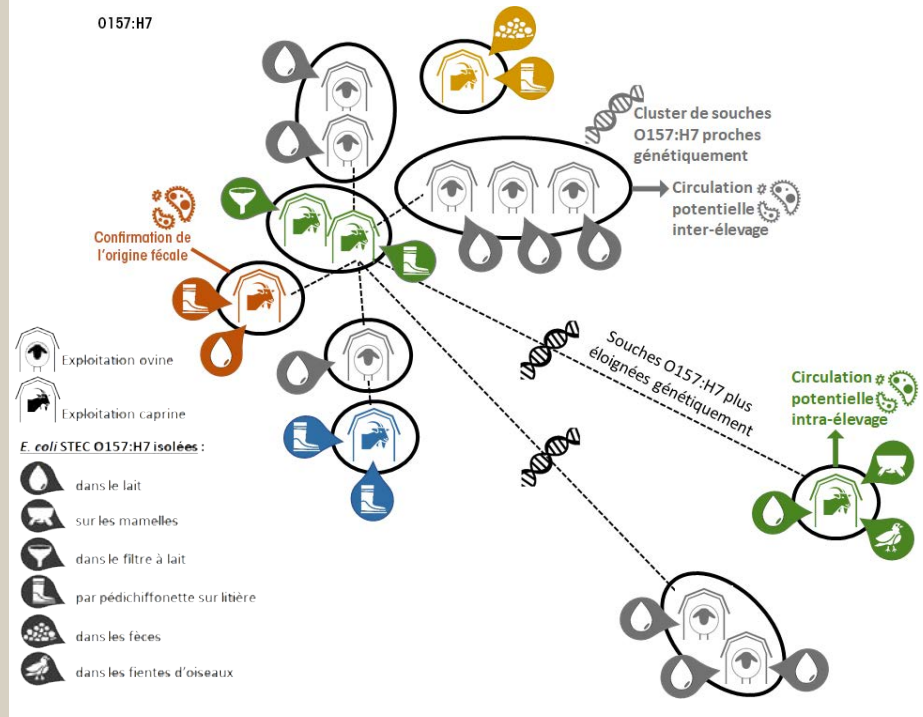 O157:H7
Cluster de souches
O157:H7 proches
génétiquement
Circulation
potentielle
inter-élevage
Confirmation de
l'origine fécale
Exploitation ovine
Exploitation caprine
E. coli STEC O157:H7 isolées :
dans le lait
sur les mamelles
dans le filtre à lait
par pédichiffonette sur litière
dans les fèces
dans les fientes d'oiseaux
Souches O157:H7 plus
éloignées génétiquement
Circulation
potentielle
intra-élevage